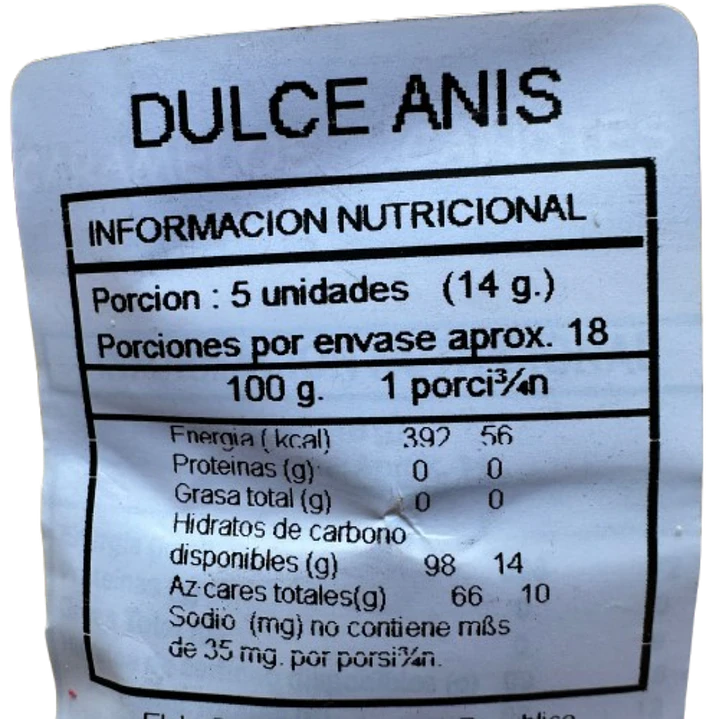 DULCE ANIS
INFORMACION NUTRICIONAL
Porcion : 5 unidades (14 g.)
Porciones por envase aprox. 18
100 g. 1 porci¾n
Energia ( kcal) 392 56
Proteinas (g) 0 0
Grasa total (g) 0 0
Hidratos de carbono
disponibles (g) 98 14
Az·cares totales(g) 66 10
Sodio (mg) no contiene mßs
de 35 mg. por porsi¾n.